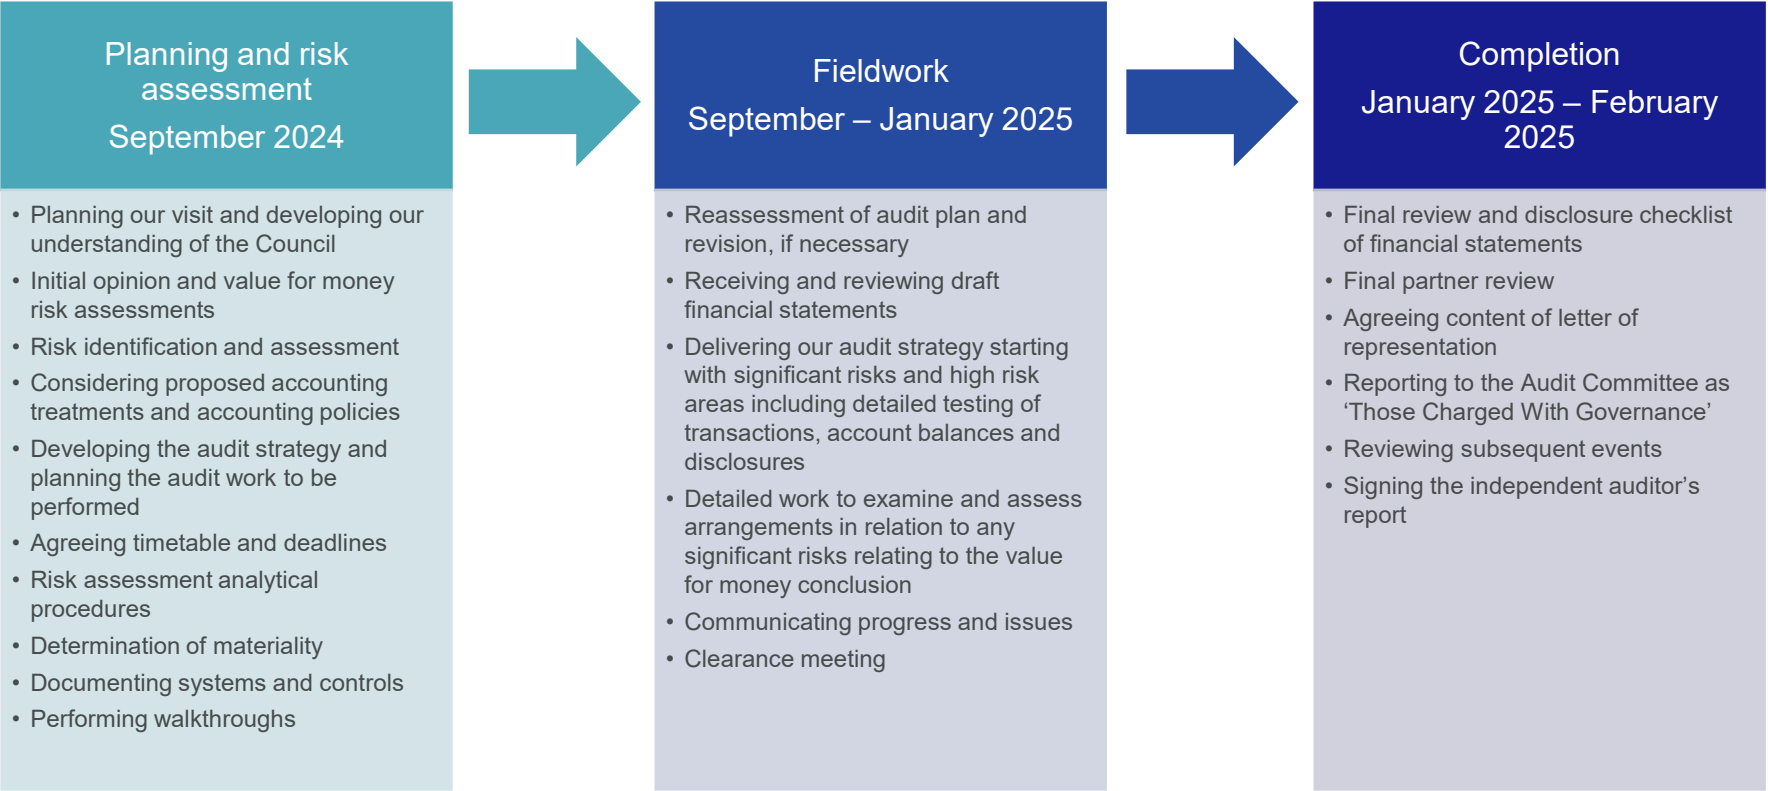 Planning and risk
assessment
September 2024
• Planning our visit and developing our
understanding of the Council
• Initial opinion and value for money
risk assessments
• Risk identification and assessment
• Considering proposed accounting
treatments and accounting policies
• Developing the audit strategy and
planning the audit work to be
performed
• Agreeing timetable and deadlines
• Risk assessment analytical
procedures
• Determination of materiality
• Documenting systems and controls
• Performing walkthroughs
Fieldwork
September – January 2025
• Reassessment of audit plan and
revision, if necessary
• Receiving and reviewing draft
financial statements
• Delivering our audit strategy starting
with significant risks and high risk
areas including detailed testing of
transactions, account balances and
disclosures
• Detailed work to examine and assess
arrangements in relation to any
significant risks relating to the value
for money conclusion
• Communicating progress and issues
• Clearance meeting
Completion
January 2025 – February
2025
• Final review and disclosure checklist
of financial statements
• Final partner review
• Agreeing content of letter of
representation
• Reporting to the Audit Committee as
‘Those Charged With Governance’
• Reviewing subsequent events
• Signing the independent auditor’s
report